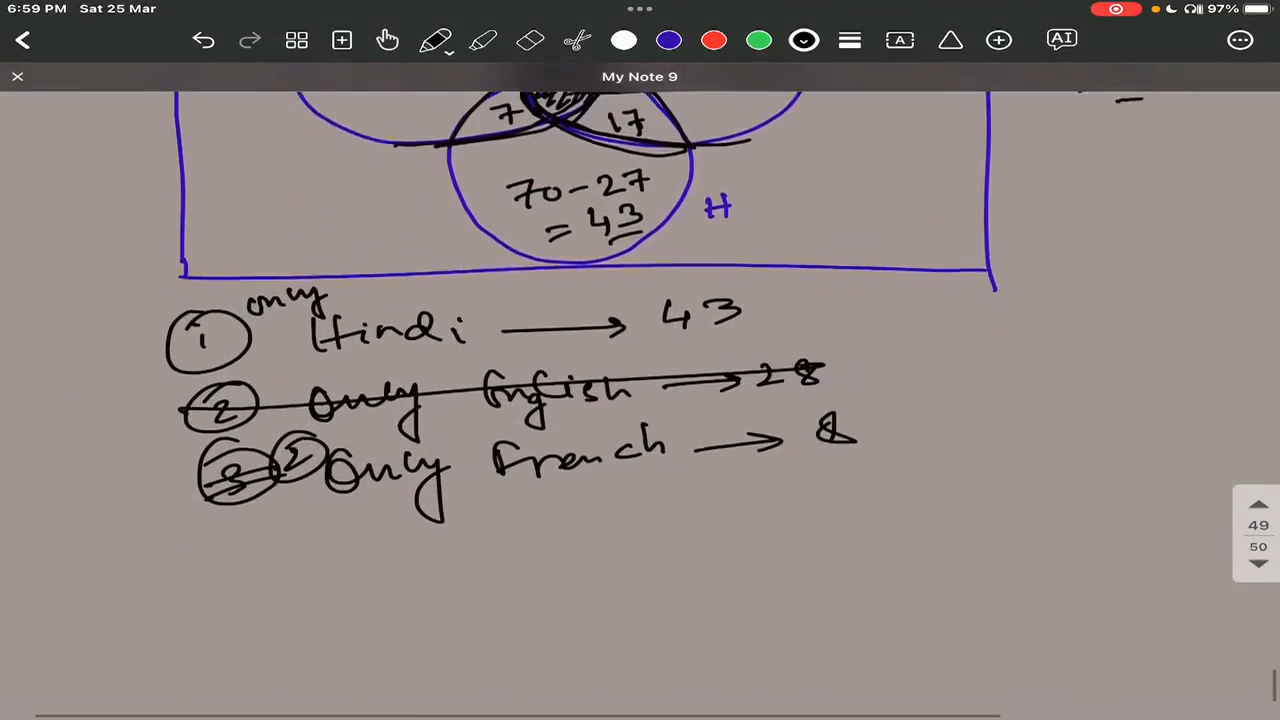 6:59 PM Sat 25 Mar
97%
A
AI
My Note 9
7
17
70 - 27
= 43
H
1 only Hindi → 43
2 Only English → 28
3 2 Only French → 8
49
50